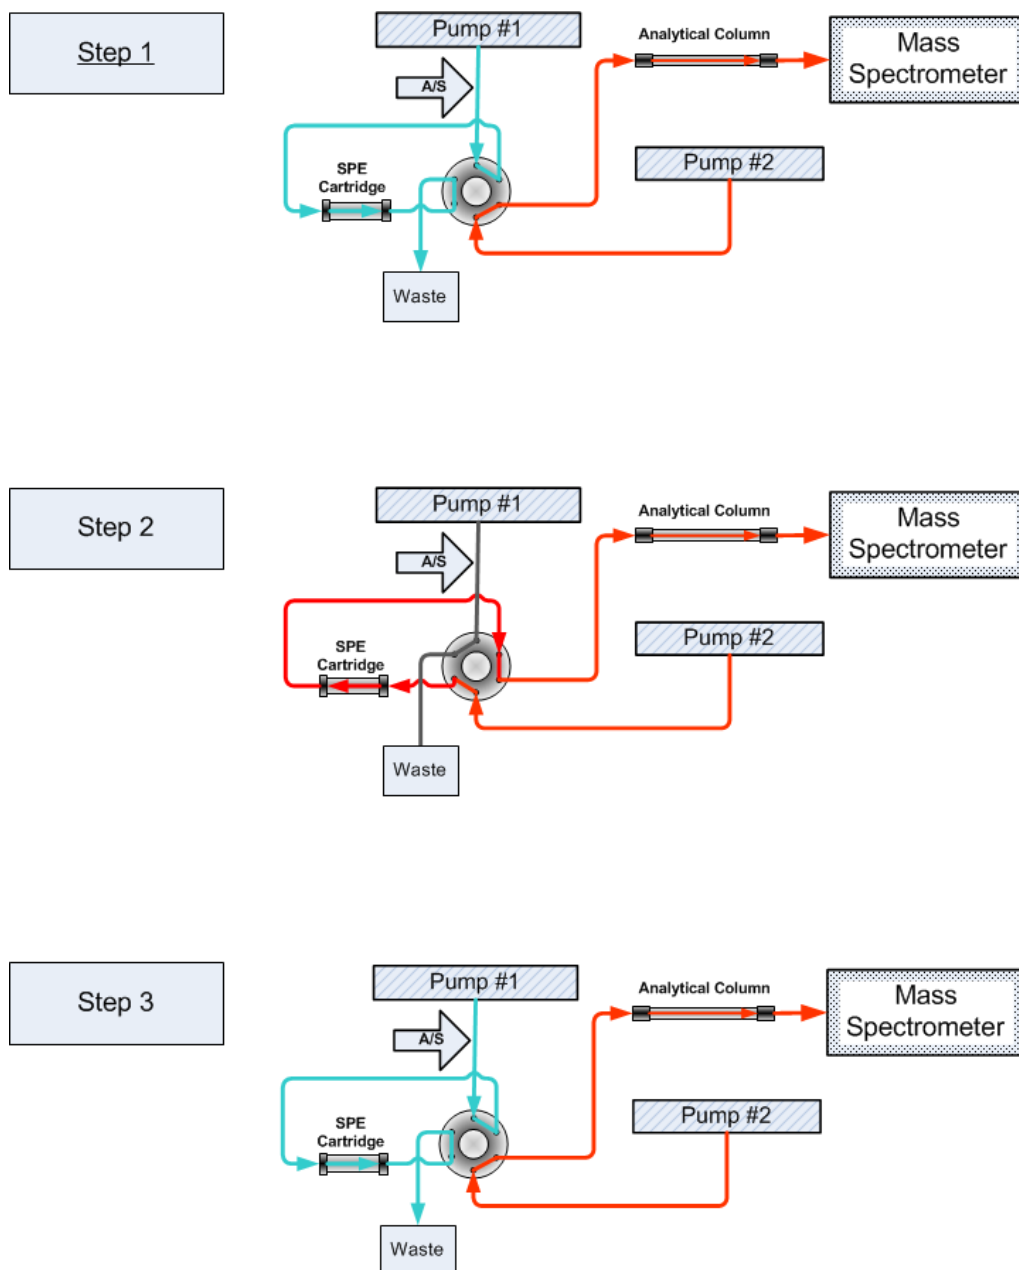 Step 1
Pump #1
A/S
Analytical Column
Mass
Spectrometer
SPE
Cartridge
Pump #2
Waste
Step 2
Pump #1
A/S
Analytical Column
Mass
Spectrometer
SPE
Cartridge
Pump #2
Waste
Step 3
Pump #1
A/S
Analytical Column
Mass
Spectrometer
SPE
Cartridge
Pump #2
Waste